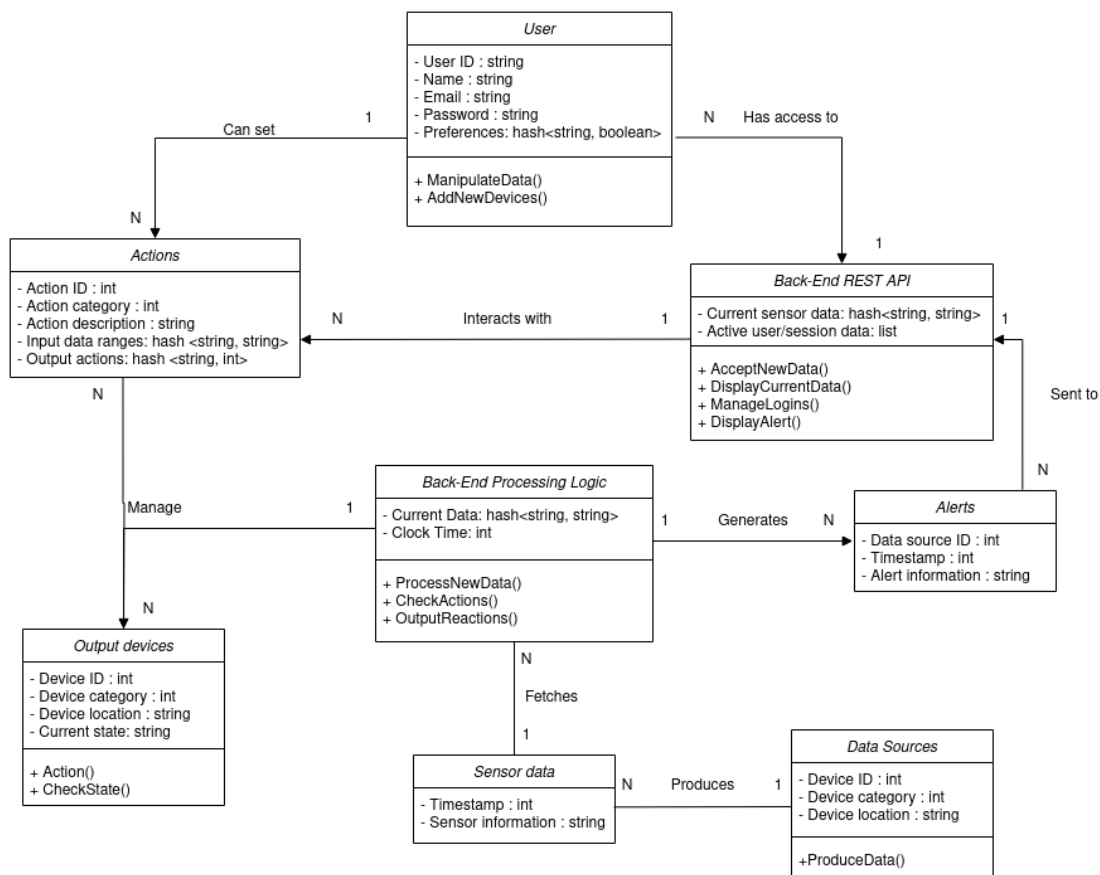 User
- User ID : string
- Name : string
- Email : string
- Password : string
- Preferences: hash<string, boolean>
+ ManipulateData()
+ AddNewDevices()
1
Can set
N
N
Has access to
1
Actions
- Action ID : int
- Action category : int
- Action description : string
- Input data ranges: hash <string, string>
- Output actions: hash <string, int>
Back-End REST API
- Current sensor data: hash<string, string>
- Active user/session data: list
+ AcceptNewData()
+ DisplayCurrentData()
+ ManageLogins()
+ DisplayAlert()
N
Interacts with
1
1
Sent to
N
N
Manage
1
N
Back-End Processing Logic
- Current Data: hash<string, string>
- Clock Time: int
+ ProcessNewData()
+ CheckActions()
+ OutputReactions()
1
Generates
N
Alerts
- Data source ID : int
- Timestamp : int
- Alert information : string
Output devices
- Device ID : int
- Device category : int
- Device location : string
- Current state: string
+ Action()
+ CheckState()
N
Fetches
1
Sensor data
- Timestamp : int
- Sensor information : string
N
Produces
1
Data Sources
- Device ID : int
- Device category : int
- Device location : string
+ProduceData()